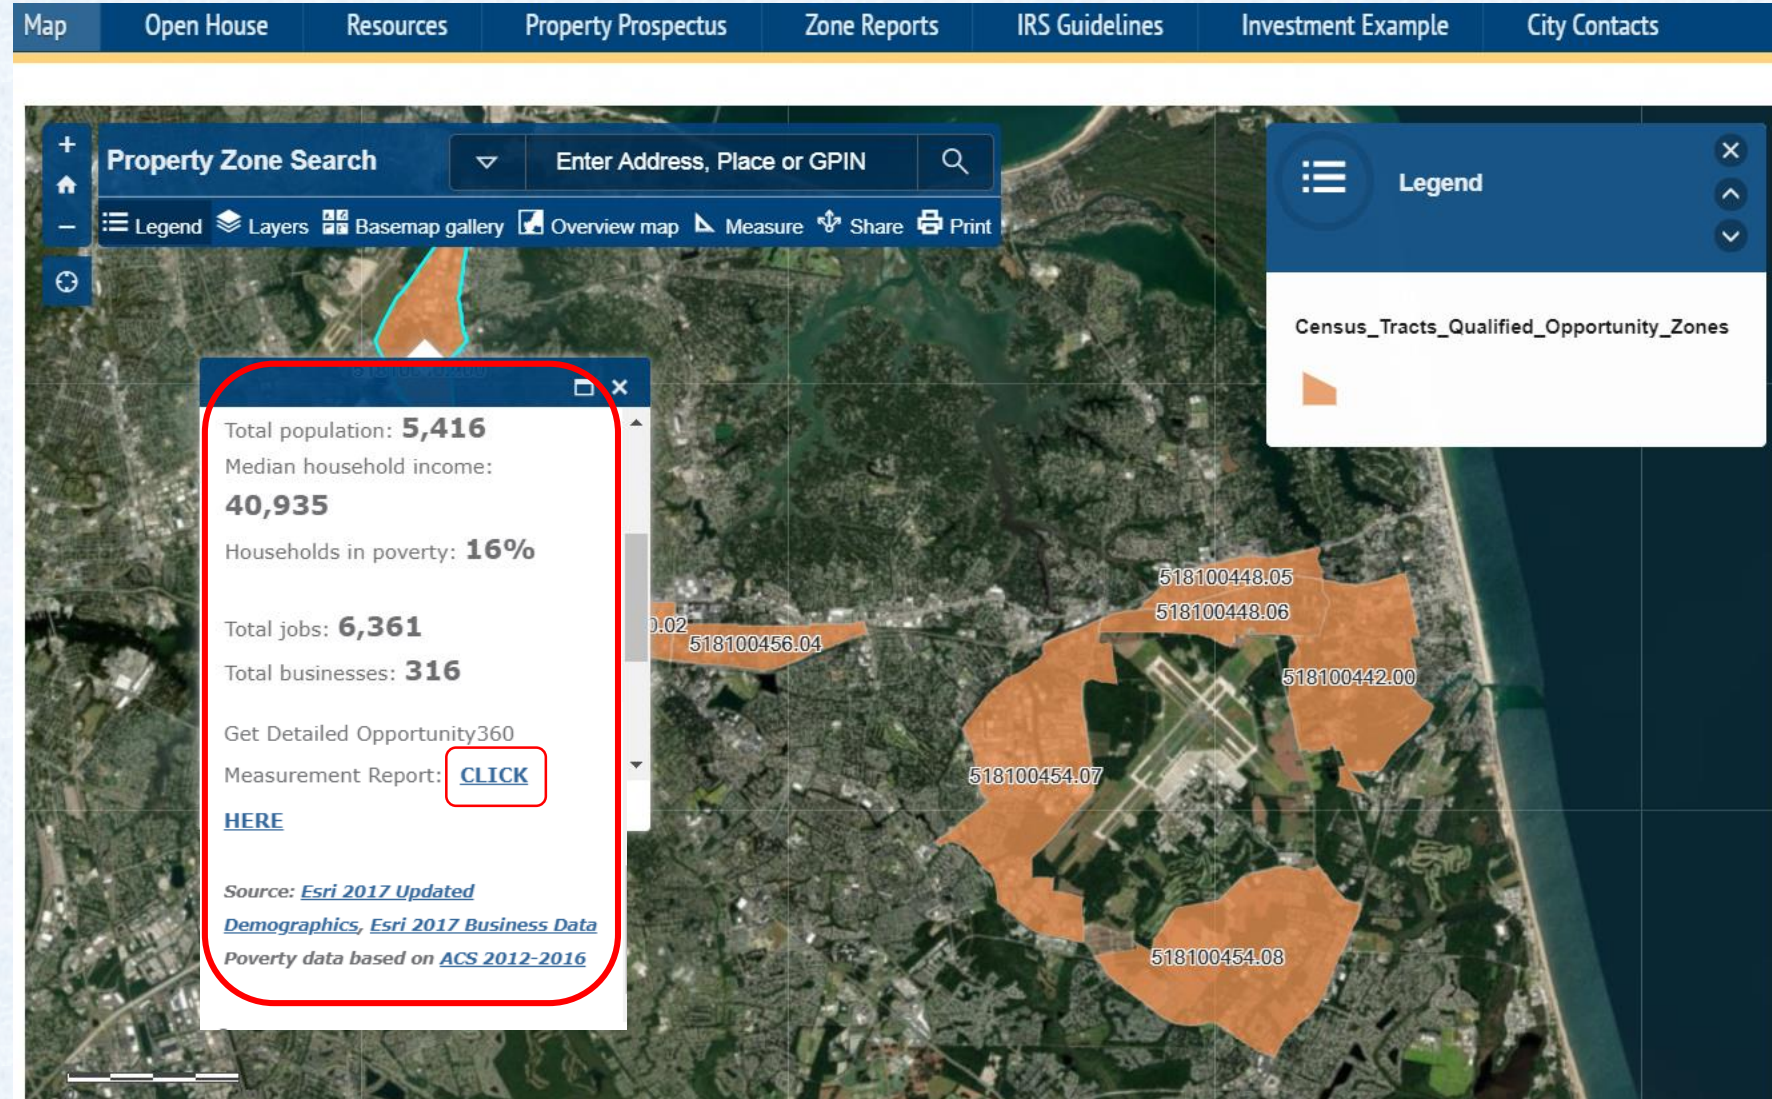 Map Open House Resources Property Prospectus Zone Reports IRS Guidelines Investment Example City Contacts
Property Zone Search Enter Address, Place or GPIN
Legend Layers Basemap gallery Overview map Measure Share Print
Legend
Census_Tracts_Qualified_Opportunity_Zones
Total population: 5,416
Median household income:
40,935
Households in poverty: 16%
Total jobs: 6,361
Total businesses: 316
Get Detailed Opportunity360
Measurement Report: CLICK
HERE
Source: Esri 2017 Updated
Demographics, Esri 2017 Business Data
Poverty data based on ACS 2012-2016
518100448.05
518100448.06
0.02
518100456.04
518100442.00
518100454.07
518100454.08